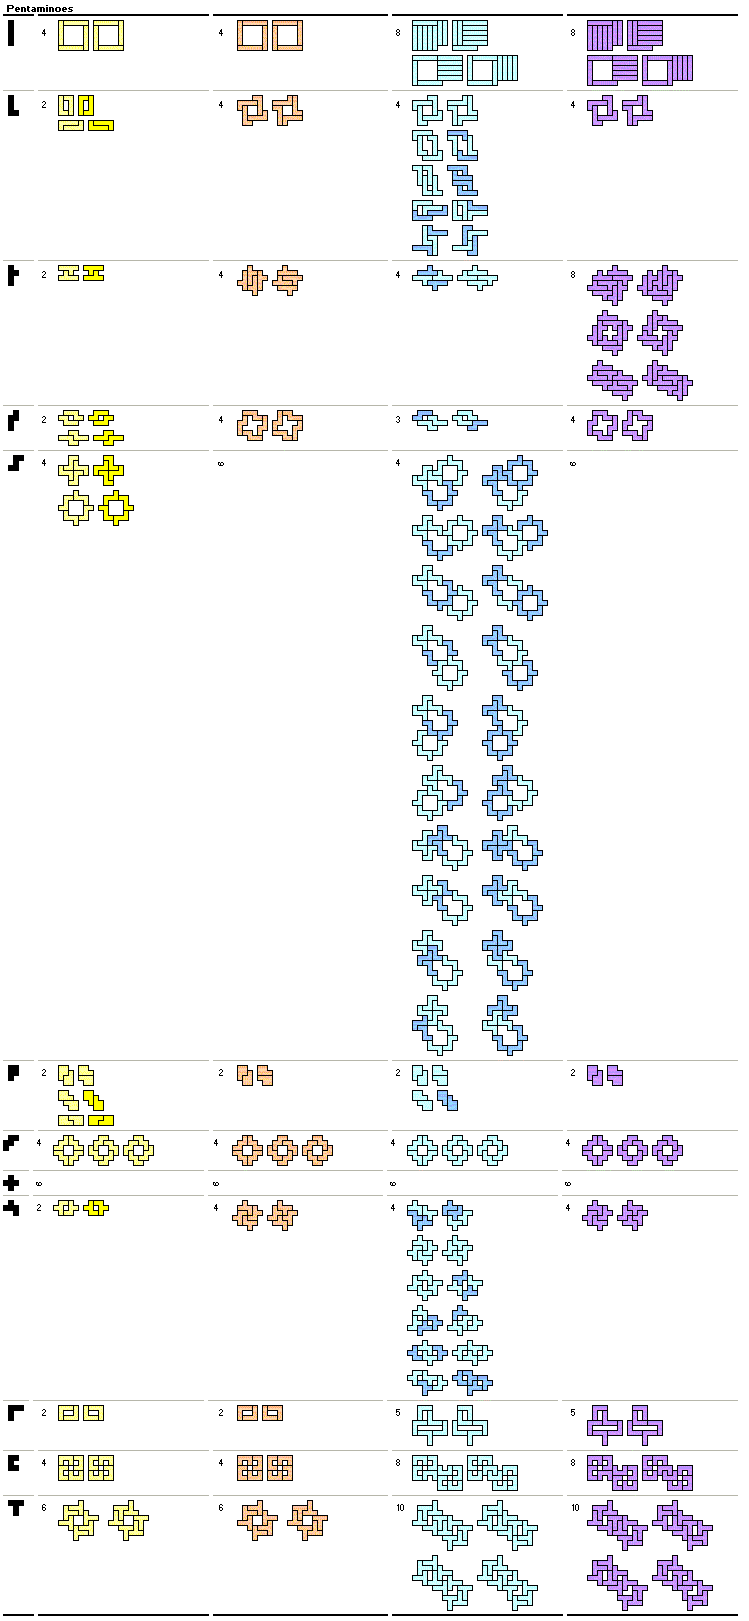 Pentaminoes
4 4 8 8
2 4 4 4
2 4 4 8
2 4 3 4
4 ∞ 4 ∞
2 2 2 2
4 4 4 4
∞ ∞ ∞ ∞
2 4 4 4
2 2 5 5
4 4 8 8
6 6 10 10